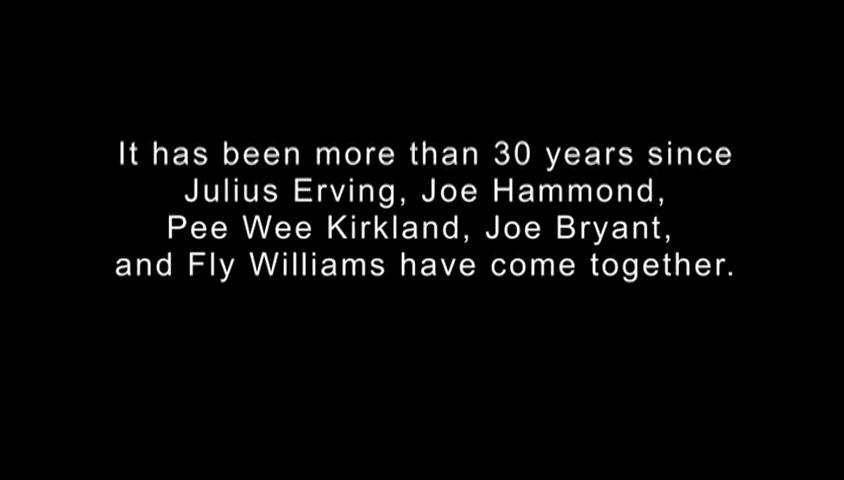 It has been more than 30 years since
Julius Erving, Joe Hammond,
Pee Wee Kirkland, Joe Bryant,
and Fly Williams have come together.